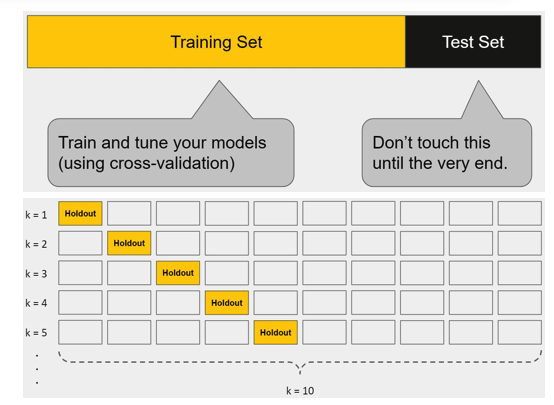 Training Set
Test Set
Train and tune your models
(using cross-validation)
Don't touch this
until the very end.
k = 1
Holdout
k = 2
Holdout
k = 3
Holdout
k = 4
Holdout
k = 5
Holdout
.
.
.
k = 10